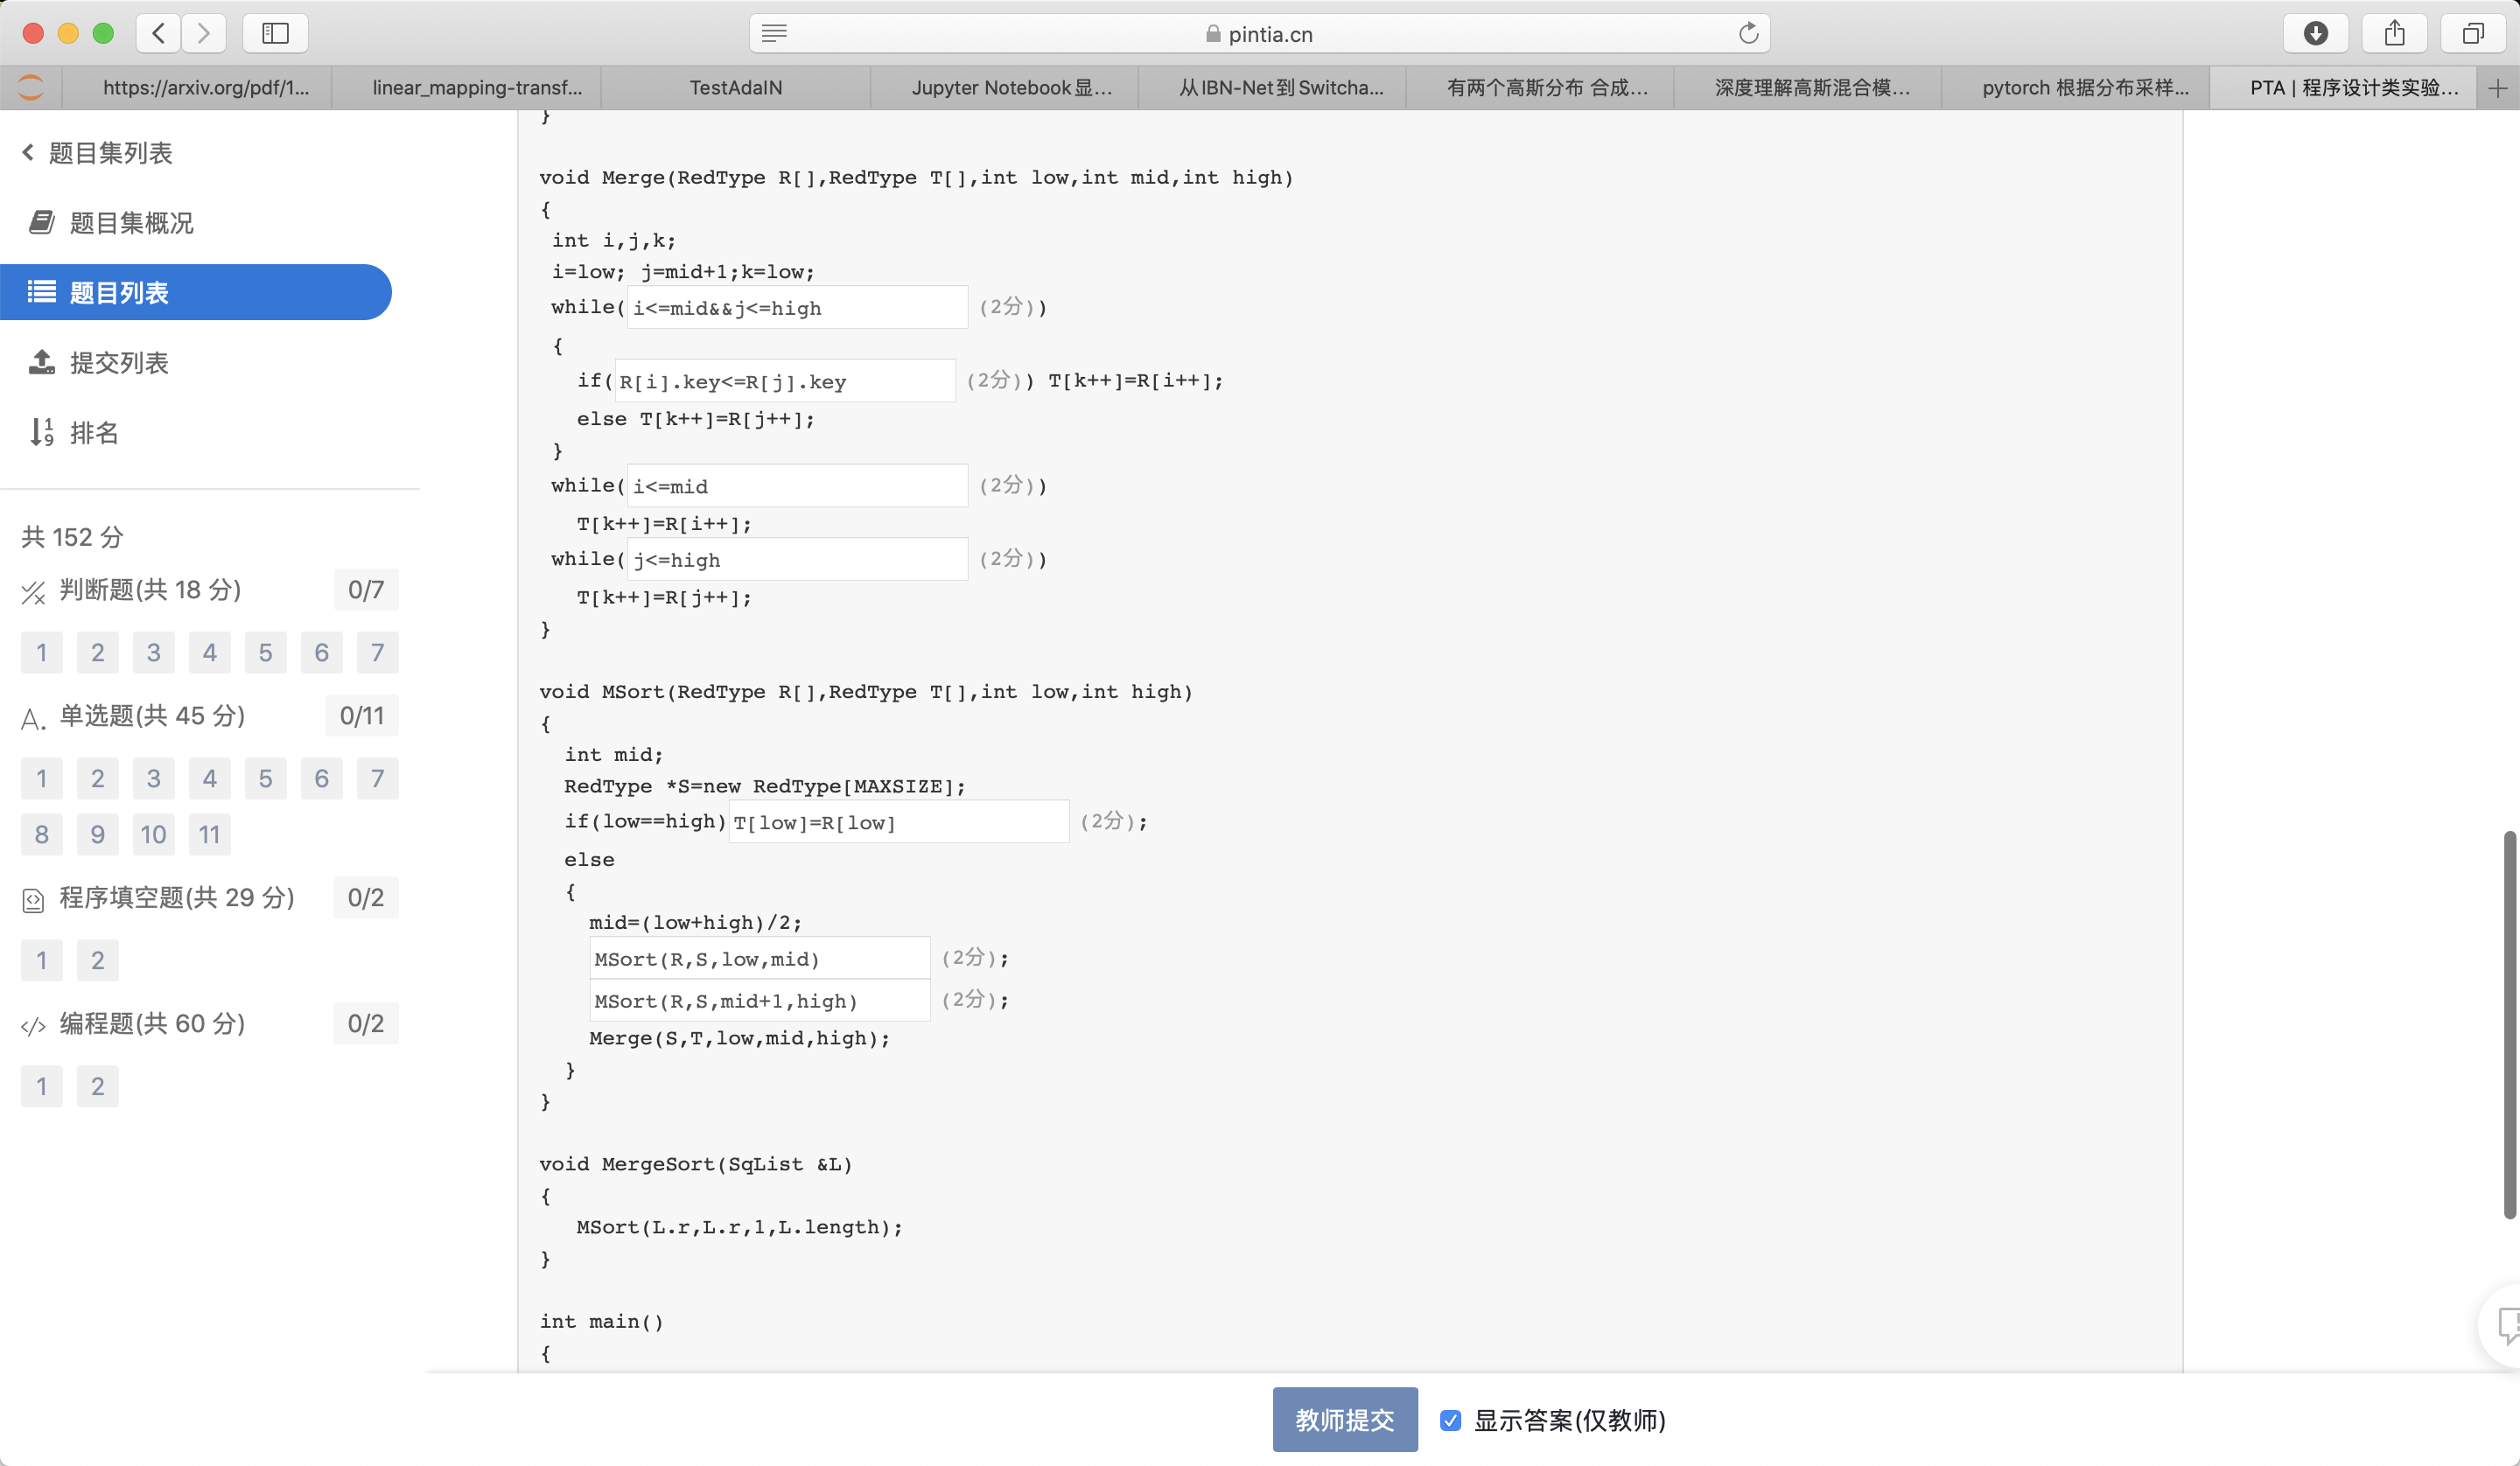 pintia.cn
https://arxiv.org/pdf/1...
linear_mapping-transf...
TestAdaIN
Jupyter Notebook显...
从IBN-Net到Switcha...
有两个高斯分布 合成...
深度理解高斯混合模...
pytorch 根据分布采样...
PTA | 程序设计类实验...
题目集列表
题目集概况
题目列表
提交列表
排名
共 152 分
判断题(共 18 分) 0/7
1 2 3 4 5 6 7
单选题(共 45 分) 0/11
1 2 3 4 5 6 7
8 9 10 11
程序填空题(共 29 分) 0/2
1 2
编程题(共 60 分) 0/2
1 2
}
void Merge(RedType R[],RedType T[],int low,int mid,int high)
{
int i,j,k;
i=low; j=mid+1;k=low;
while( i<=mid&&j<=high (2分))
{
if( R[i].key<=R[j].key (2分)) T[k++]=R[i++];
else T[k++]=R[j++];
}
while( i<=mid (2分))
T[k++]=R[i++];
while( j<=high (2分))
T[k++]=R[j++];
}
void MSort(RedType R[],RedType T[],int low,int high)
{
int mid;
RedType *S=new RedType[MAXSIZE];
if(low==high) T[low]=R[low] (2分);
else
{
mid=(low+high)/2;
MSort(R,S,low,mid) (2分);
MSort(R,S,mid+1,high) (2分);
Merge(S,T,low,mid,high);
}
}
void MergeSort(SqList &L)
{
MSort(L.r,L.r,1,L.length);
}
int main()
{
教师提交
显示答案(仅教师)